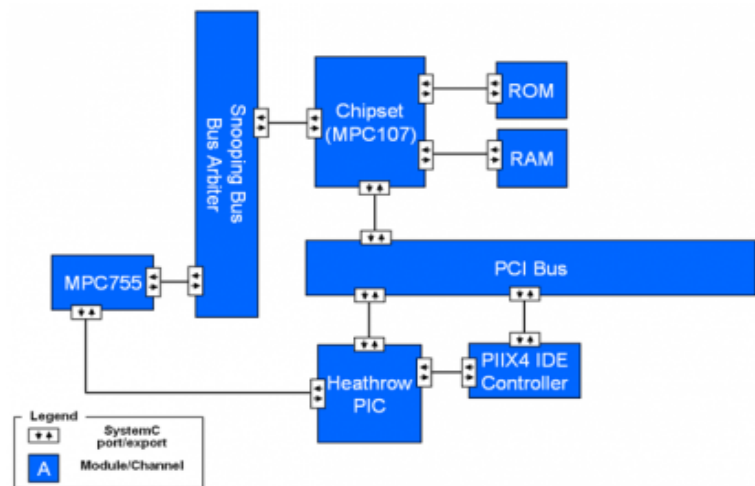 Snooping Bus
Bus Arbiter
Chipset
(MPC107)
ROM
RAM
PCI Bus
MPC755
Heathrow
PIC
PIIX4 IDE
Controller
Legend
SystemC
port/export
A
Module/Channel